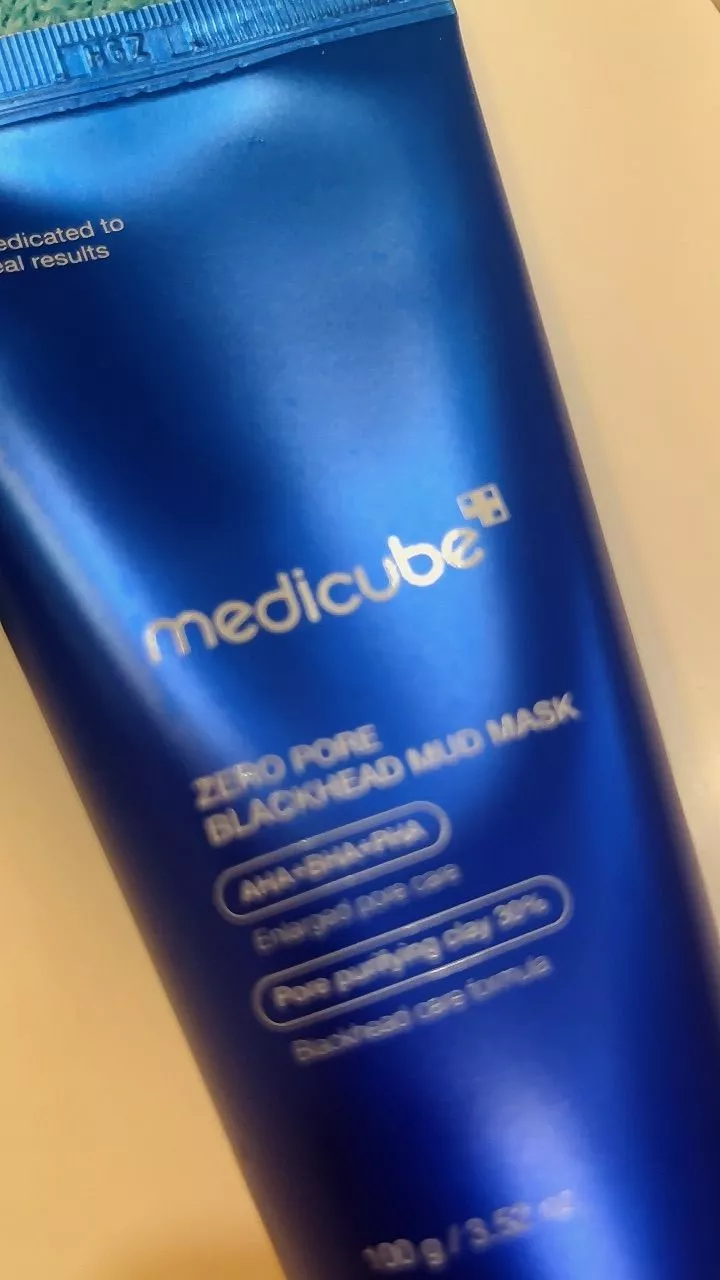 edicated to
eal results
medicube
ZERO PORE
BLACKHEAD MUD MASK
AHA+BHA+PHA
Enlarged pore care
Pore purifying clay 30%
Blackhead care formula
100 g / 3.52 oz